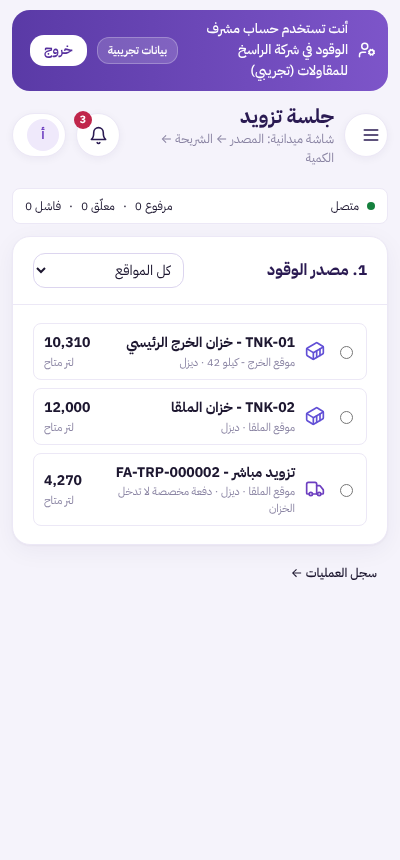 أنت تستخدم حساب مشرف
الوقود في شركة الراسخ
للمقاولات (تجريبي)
بيانات تجريبية
خروج
جلسة تزويد
شاشة ميدانية: المصدر ← الشريحة ←
الكمية
3
أ
متصل
مرفوع 0 · معلّق 0 · فاشل 0
1. مصدر الوقود
كل المواقع
TNK-01 - خزان الخرج الرئيسي
10,310
موقع الخرج - كيلو 42 · ديزل
لتر متاح
TNK-02 - خزان الملقا
12,000
موقع الملقا · ديزل
لتر متاح
تزويد مباشر - FA-TRP-000002
4,270
موقع الملقا · ديزل · دفعة مخصصة لا تدخل
الخزان
لتر متاح
سجل العمليات ←